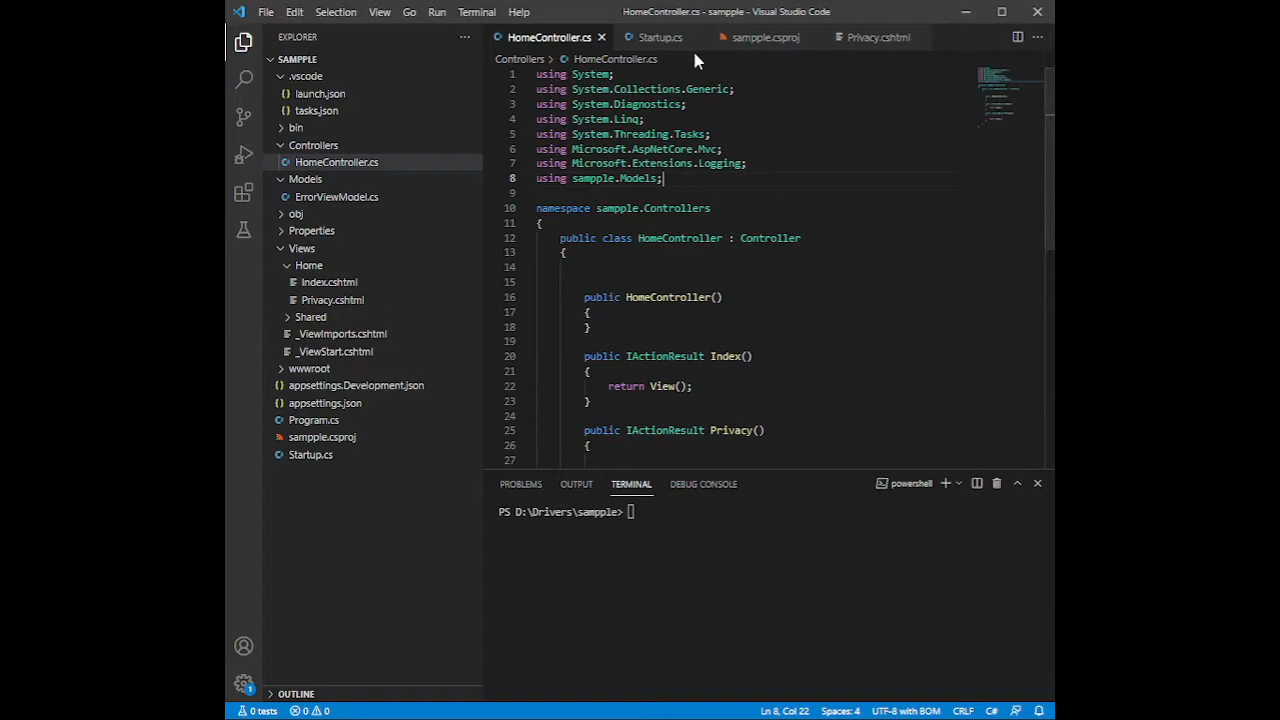 File Edit Selection View Go Run Terminal Help HomeController.cs - sampple - Visual Studio Code
EXPLORER
SAMPPLE
.vscode
launch.json
tasks.json
bin
Controllers
HomeController.cs
Models
ErrorViewModel.cs
obj
Properties
Views
Home
Index.cshtml
Privacy.cshtml
Shared
_ViewImports.cshtml
_ViewStart.cshtml
wwwroot
appsettings.Development.json
appsettings.json
Program.cs
sampple.csproj
Startup.cs
OUTLINE
HomeController.cs Startup.cs sampple.csproj Privacy.cshtml
Controllers > HomeController.cs
1 using System;
2 using System.Collections.Generic;
3 using System.Diagnostics;
4 using System.Linq;
5 using System.Threading.Tasks;
6 using Microsoft.AspNetCore.Mvc;
7 using Microsoft.Extensions.Logging;
8 using sampple.Models;
9
10 namespace sampple.Controllers
11 {
12 public class HomeController : Controller
13 {
14
15
16 public HomeController()
17 {
18 }
19
20 public IActionResult Index()
21 {
22 return View();
23 }
24
25 public IActionResult Privacy()
26 {
27
PROBLEMS OUTPUT TERMINAL DEBUG CONSOLE powershell
PS D:\Drivers\sampple>
1
0 tests 0 0 Ln 8, Col 22 Spaces: 4 UTF-8 with BOM CRLF C#